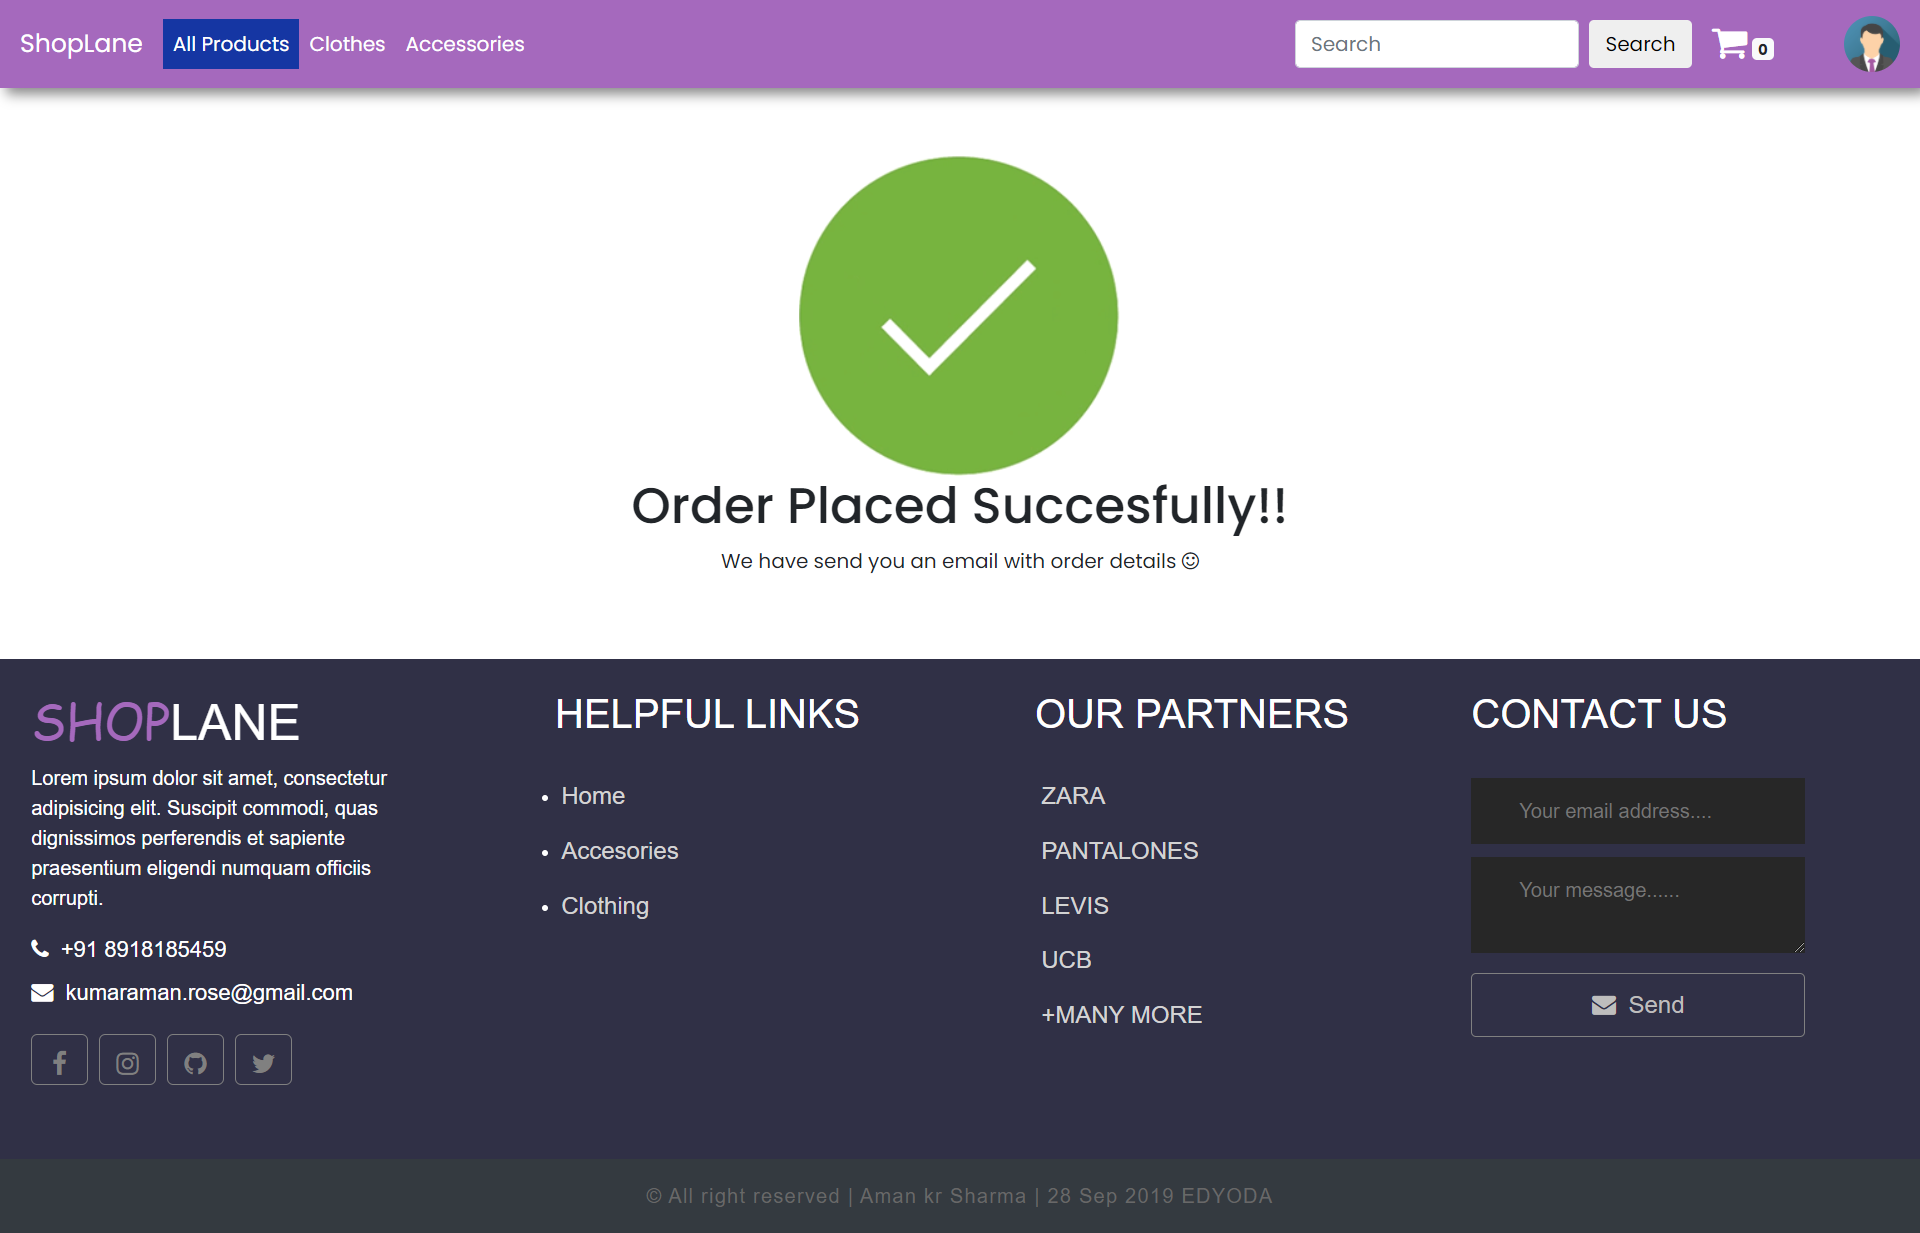 ShopLane All Products Clothes Accessories Search Search 0
Order Placed Succesfully!!
We have send you an email with order details
SHOPLANE
Lorem ipsum dolor sit amet, consectetur
adipisicing elit. Suscipit commodi, quas
dignissimos perferendis et sapiente
praesentium eligendi numquam officiis
corrupti.
+91 8918185459
kumaraman.rose@gmail.com
HELPFUL LINKS
Home
Accesories
Clothing
OUR PARTNERS
ZARA
PANTALONES
LEVIS
UCB
+MANY MORE
CONTACT US
Your email address....
Your message......
Send
© All right reserved | Aman kr Sharma | 28 Sep 2019 EDYODA